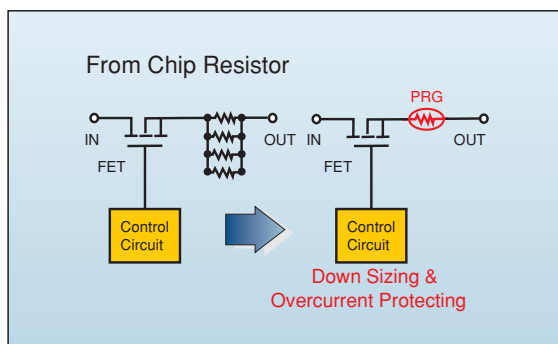 From Chip Resistor
PRG
IN
OUT
IN
OUT
FET
FET
Control
Circuit
Control
Circuit
Down Sizing &
Overcurrent Protecting